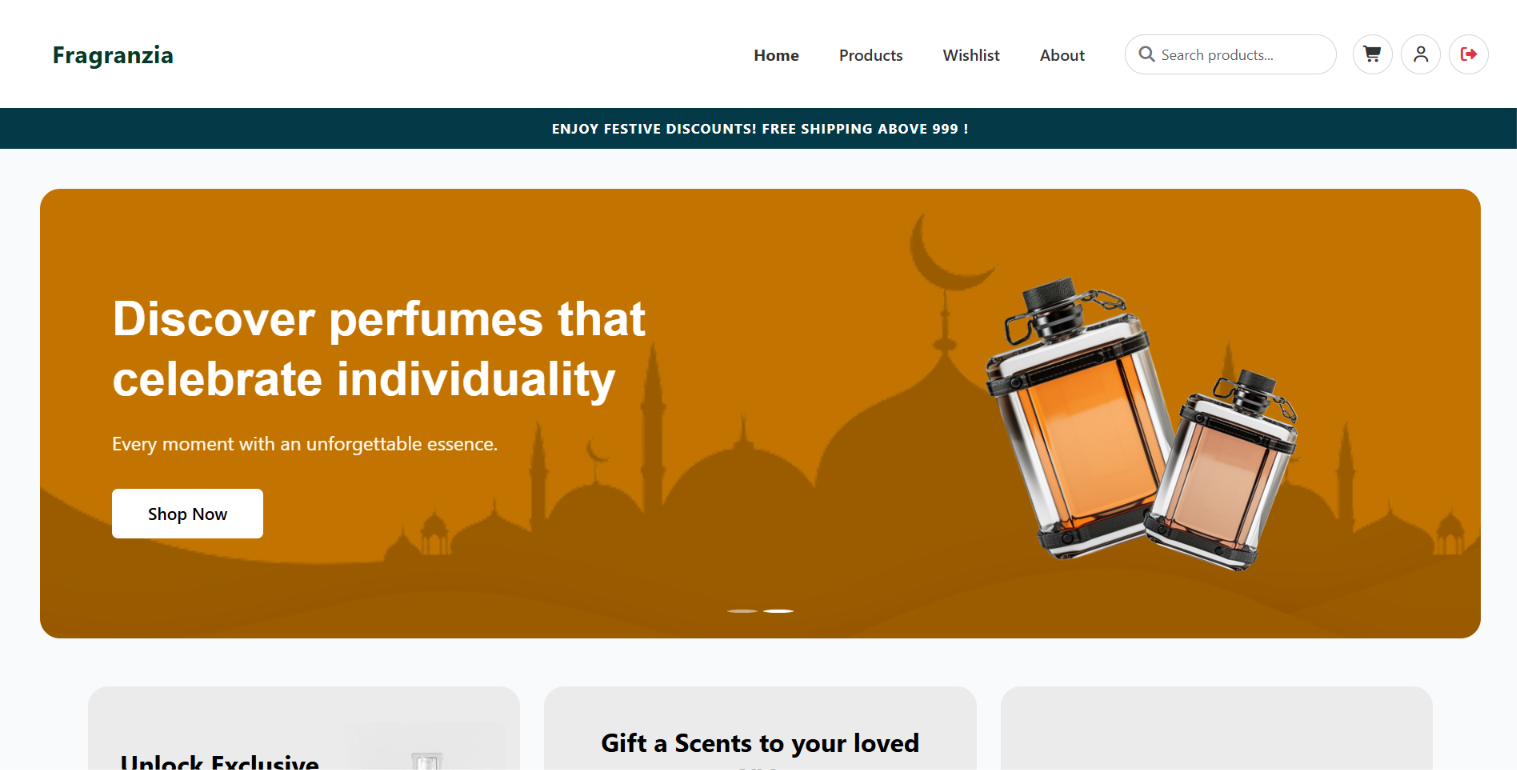 Fragranzia
Home Products Wishlist About Search products...
ENJOY FESTIVE DISCOUNTS! FREE SHIPPING ABOVE 999 !
Discover perfumes that
celebrate individuality
Every moment with an unforgettable essence.
Shop Now
Unlock Exclusive
Gift a Scents to your loved